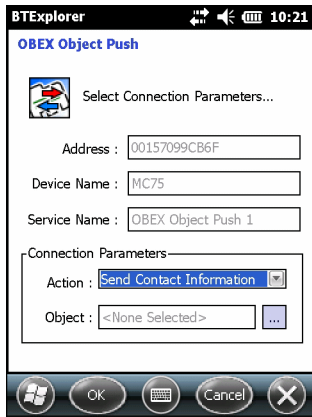 BTExplorer 10:21
OBEX Object Push
Select Connection Parameters...
Address : 00157099CB6F
Device Name : MC75
Service Name : OBEX Object Push 1
Connection Parameters
Action : Send Contact Information
Object : <None Selected> ...
OK Cancel